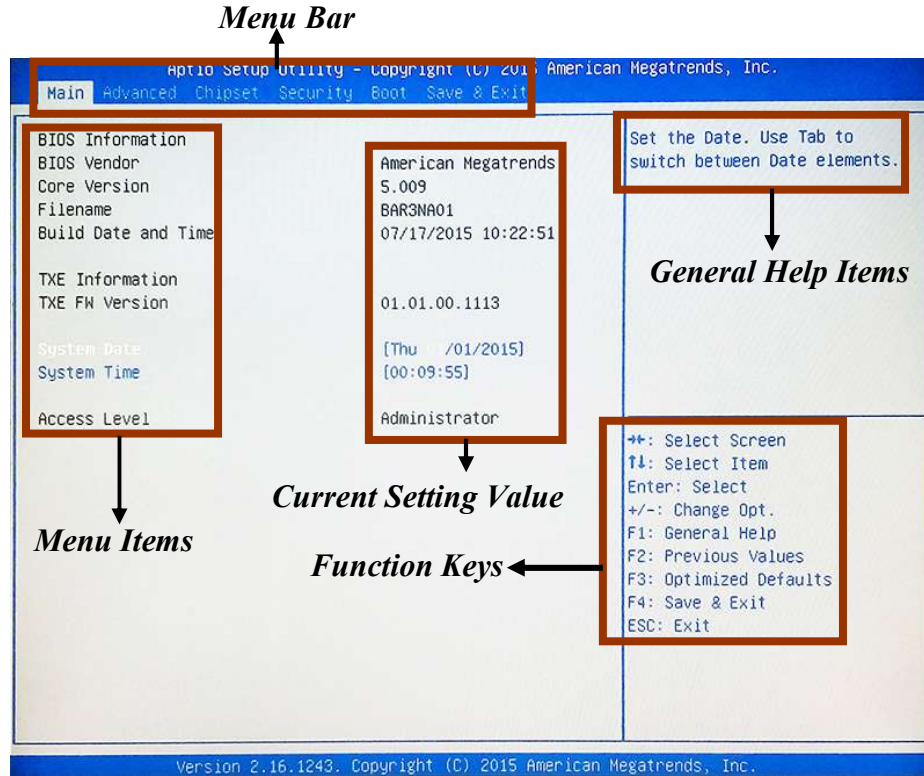 Menu Bar
Aptio Setup Utility - Copyright (C) 2015 American Megatrends, Inc.
Main Advanced Chipset Security Boot Save & Exit
BIOS Information
BIOS Vendor American Megatrends
Core Version 5.009
Filename BAR3NA01
Build Date and Time 07/17/2015 10:22:51
TXE Information
TXE FW Version 01.01.00.1113
System Date [Thu /01/2015]
System Time [00:09:55]
Access Level Administrator
Set the Date. Use Tab to
switch between Date elements.
General Help Items
Current Setting Value
Menu Items
Function Keys
→←: Select Screen
↑↓: Select Item
Enter: Select
+/-: Change Opt.
F1: General Help
F2: Previous Values
F3: Optimized Defaults
F4: Save & Exit
ESC: Exit
Version 2.16.1243. Copyright (C) 2015 American Megatrends, Inc.